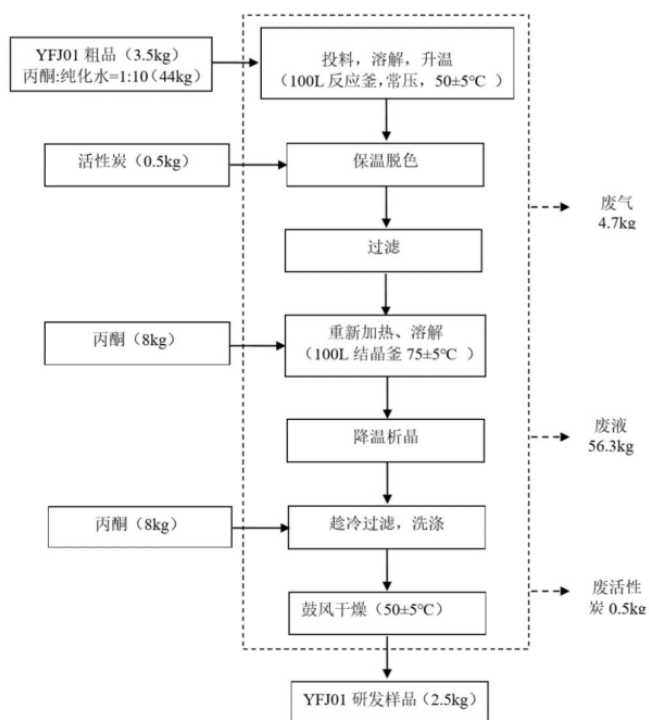 YFJ01 粗品（3.5kg）
丙酮:纯化水=1:10（44kg）
投料，溶解，升温
（100L 反应釜，常压，50±5℃ ）
活性炭（0.5kg）
保温脱色
废气
4.7kg
过滤
丙酮（8kg）
重新加热、溶解
（100L 结晶釜 75±5℃ ）
降温析晶
废液
56.3kg
丙酮（8kg）
趁冷过滤，洗涤
废活性
炭 0.5kg
鼓风干燥（50±5℃）
YFJ01 研发样品（2.5kg）